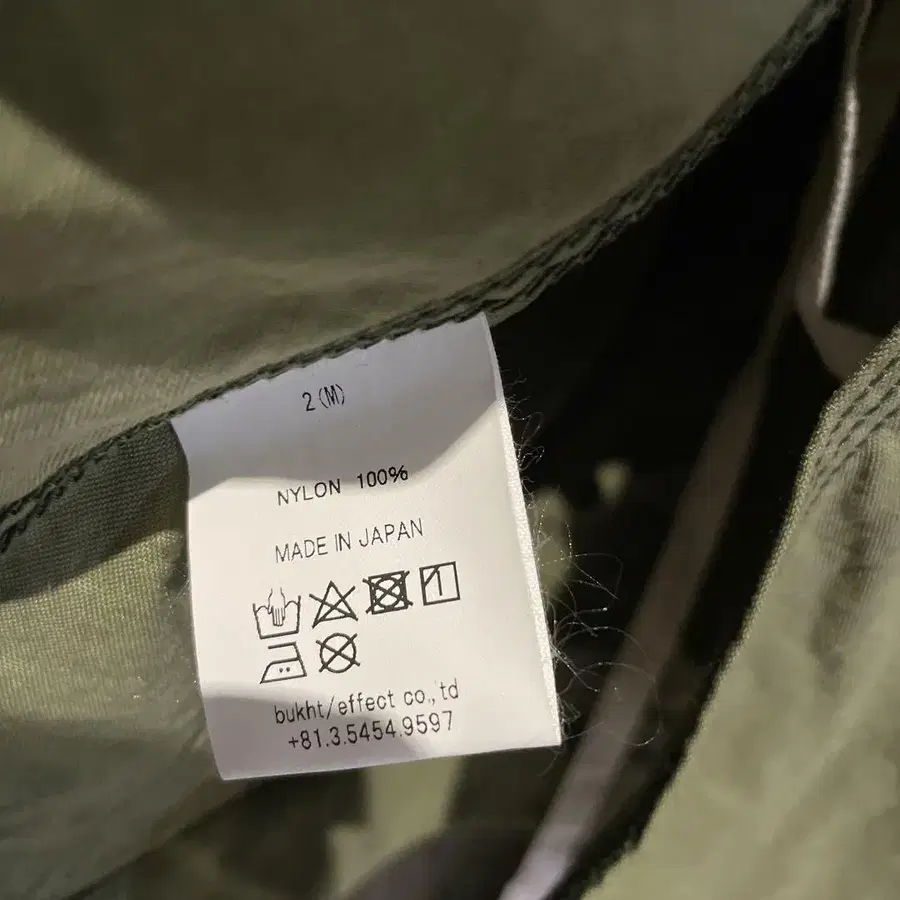 2(M)
NYLON 100%
MADE IN JAPAN
bukht/effect co.,td
+81.3.5454.9597